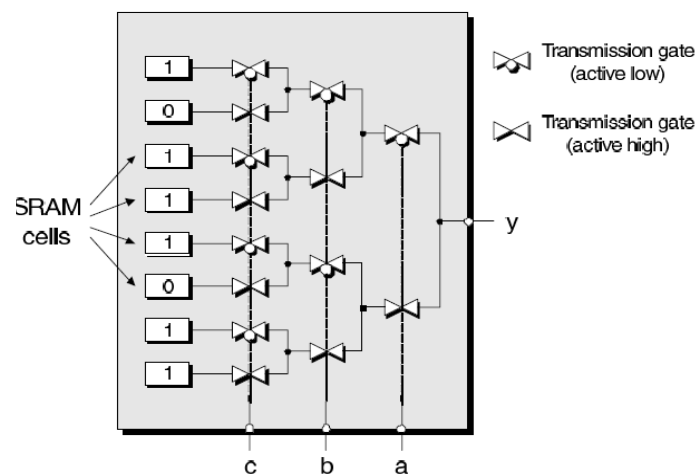 1
0
1
1
1
0
1
1
SRAM
cells
Transmission gate
(active low)
Transmission gate
(active high)
y
c b a